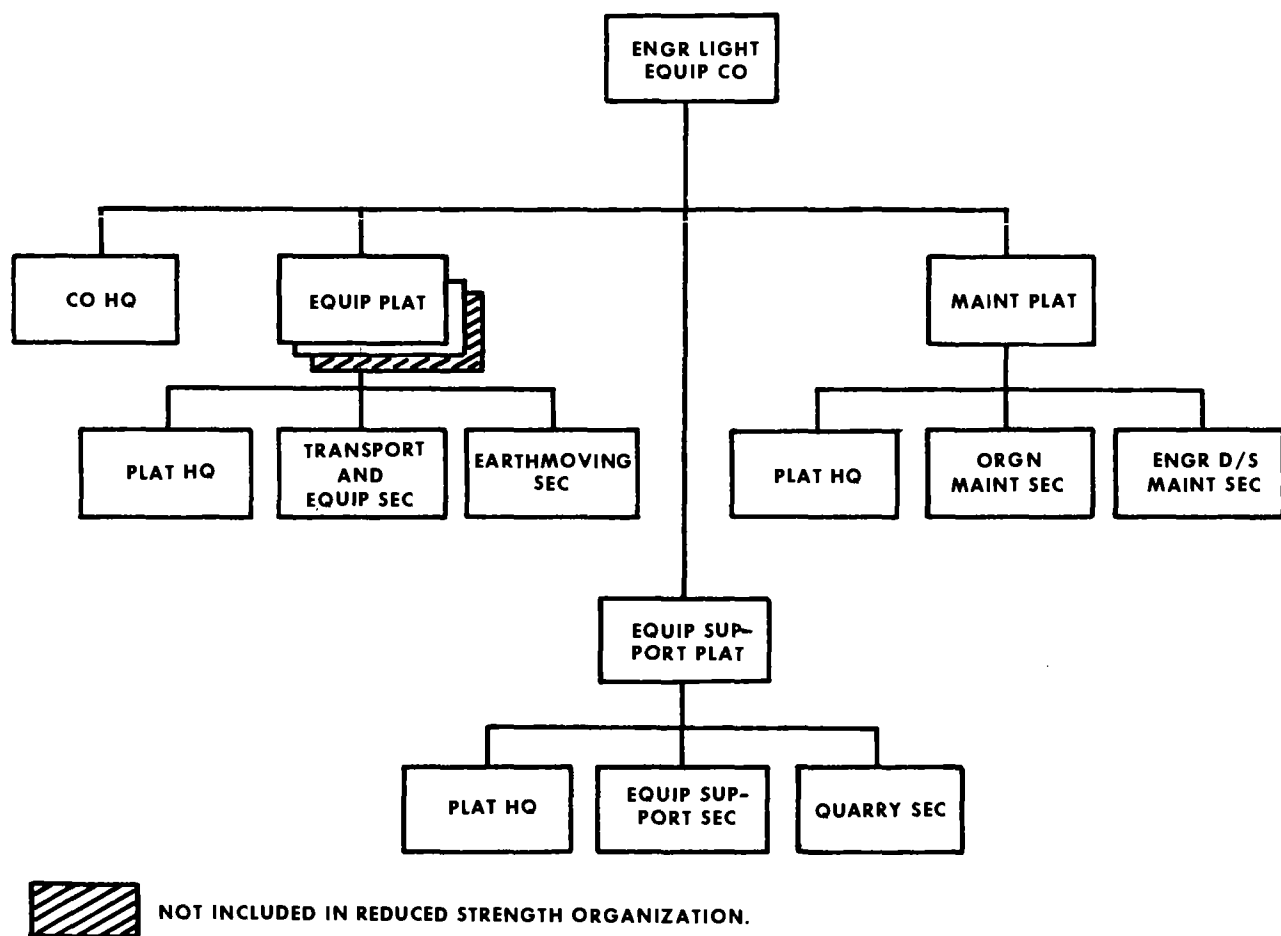 ENGR LIGHT
EQUIP CO
CO HQ
EQUIP PLAT
MAINT PLAT
PLAT HQ
TRANSPORT
AND
EQUIP SEC
EARTHMOVING
SEC
PLAT HQ
ORGN
MAINT SEC
ENGR D/S
MAINT SEC
EQUIP SUP-
PORT PLAT
PLAT HQ
EQUIP SUP-
PORT SEC
QUARRY SEC
NOT INCLUDED IN REDUCED STRENGTH ORGANIZATION.